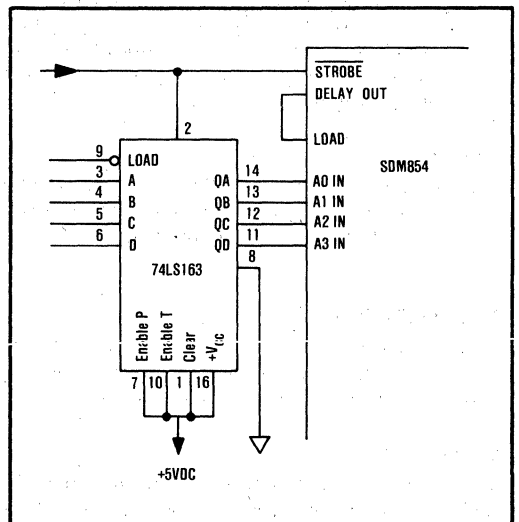 STROBE
DELAY OUT
LOAD
SDM854
2
9
LOAD
3
A
4
B
5
C
6
D
QA
14
A0 IN
QB
13
A1 IN
QC
12
A2 IN
QD
11
A3 IN
8
74LS163
Enable P
Enable T
Clear
+VCC
7 10 1 16
+5VDC